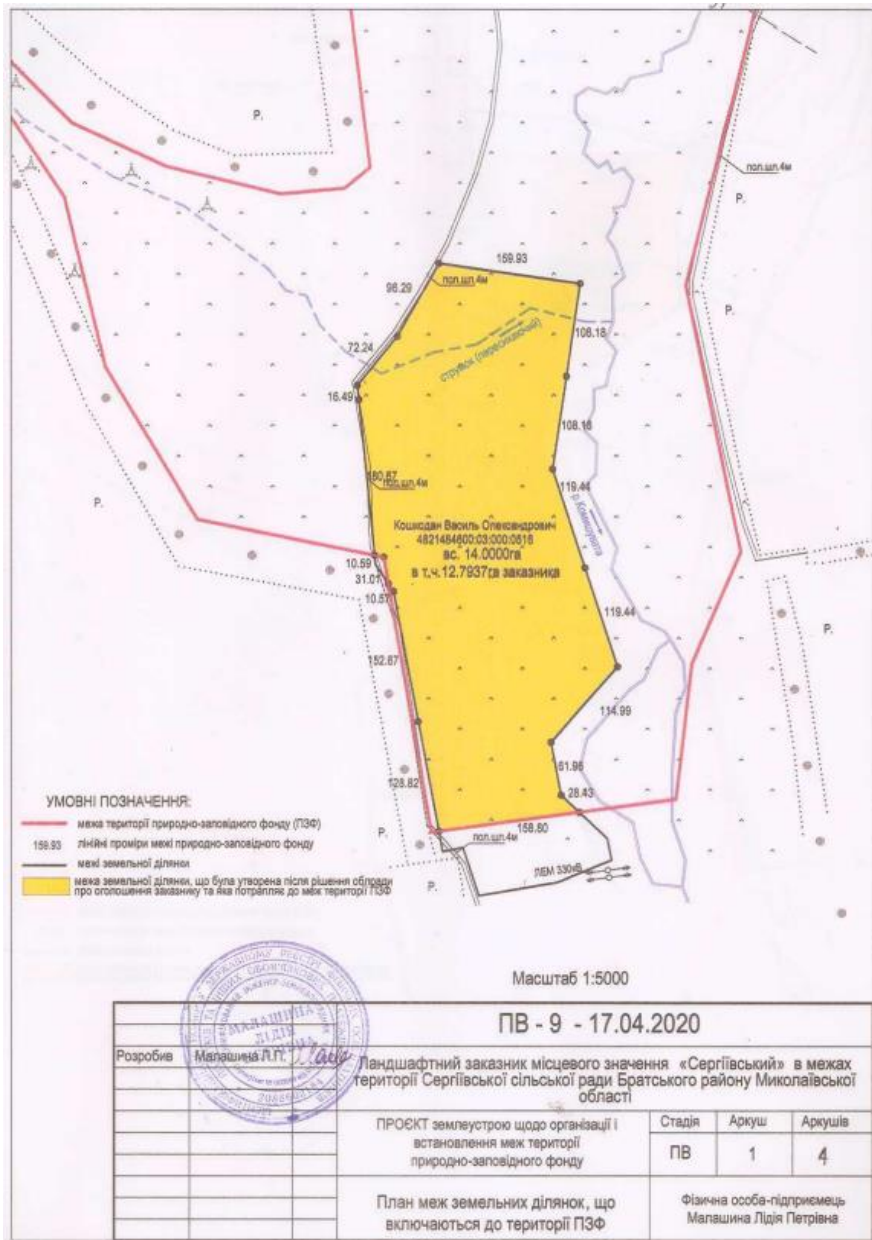 Р.
пол.шл.4м
Р.
159.93
пол.шл.4м
96.29
Р.
108.18
72.24
струмок (пересихаючий)
16.49
108.16
119.44
пол.шл.4м
Р.
Кошкодан Василь Олександрович
4821484600:03:000:0816
вс. 14.0000га
в т.ч.12.7937га заказника
10.59
31.01
10.57
119.44
Р.
152.67
114.99
61.96
128.82
28.43
158.80
Р.
пол.шл.4м
Р.
ЛЕМ 330кВ
УМОВНІ ПОЗНАЧЕННЯ:
межа території природно-заповідного фонду (ПЗФ)
159.93 лінійні проміри межі природно-заповідного фонду
межі земельної ділянки
межа земельної ділянки, що була утворена після рішення облради
про оголошення заказнику та яка потрапляє до меж території ПЗФ
Масштаб 1:5000
ПВ - 9 - 17.04.2020
Розробив Малашина Л.П.
МАЛАШИНА
ЛІДІЯ
Ландшафтний заказник місцевого значення «Сергіївський» в межах
території Сергіївської сільської ради Братського району Миколаївської
області
ПРОЄКТ землеустрою щодо організації і
встановлення меж території
природно-заповідного фонду
Стадія Аркуш Аркушів
ПВ 1 4
План меж земельних ділянок, що
включаються до території ПЗФ
Фізична особа-підприємець
Малашина Лідія Петрівна